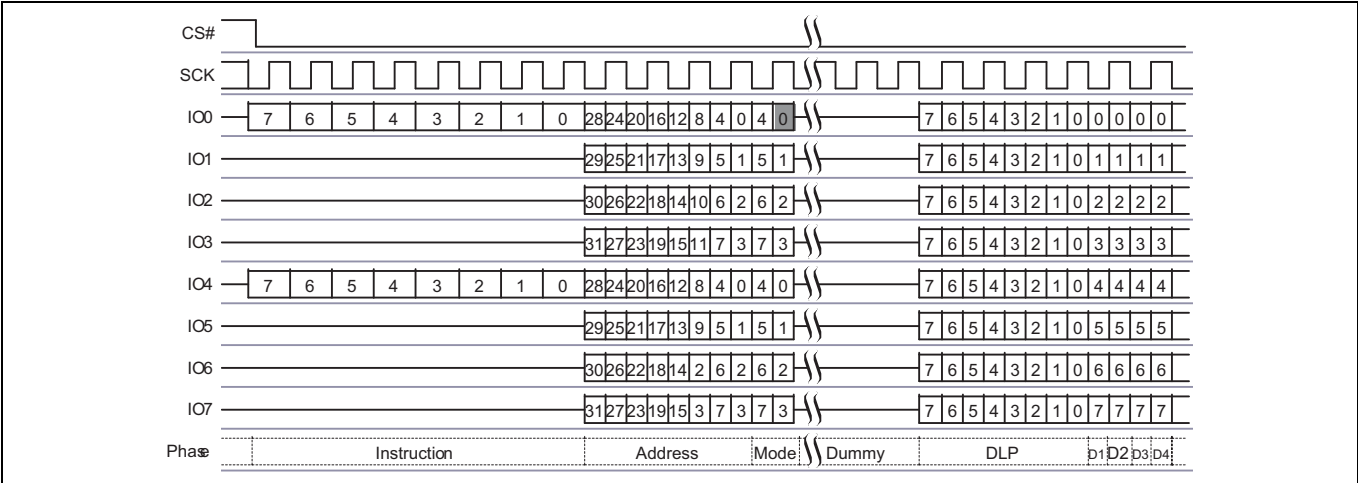 CS#
SCK
IO0 7 6 5 4 3 2 1 0 28 24 20 16 12 8 4 0 4 0 7 6 5 4 3 2 1 0 0 0 0 0
IO1 29 25 21 17 13 9 5 1 5 1 7 6 5 4 3 2 1 0 1 1 1 1
IO2 30 26 22 18 14 10 6 2 6 2 7 6 5 4 3 2 1 0 2 2 2 2
IO3 31 27 23 19 15 11 7 3 7 3 7 6 5 4 3 2 1 0 3 3 3 3
IO4 7 6 5 4 3 2 1 0 28 24 20 16 12 8 4 0 4 0 7 6 5 4 3 2 1 0 4 4 4 4
IO5 29 25 21 17 13 9 5 1 5 1 7 6 5 4 3 2 1 0 5 5 5 5
IO6 30 26 22 18 14 2 6 2 6 2 7 6 5 4 3 2 1 0 6 6 6 6
IO7 31 27 23 19 15 3 7 3 7 3 7 6 5 4 3 2 1 0 7 7 7 7
Phase Instruction Address Mode Dummy DLP D1 D2 D3 D4